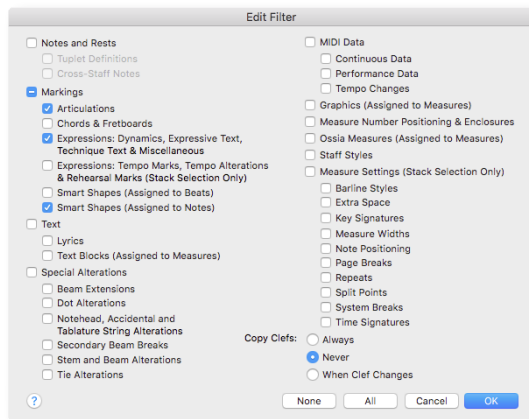 Edit Filter
Notes and Rests
Tuplet Definitions
Cross-Staff Notes
Markings
Articulations
Chords & Fretboards
Expressions: Dynamics, Expressive Text,
Technique Text & Miscellaneous
Expressions: Tempo Marks, Tempo Alterations
& Rehearsal Marks (Stack Selection Only)
Smart Shapes (Assigned to Beats)
Smart Shapes (Assigned to Notes)
Text
Lyrics
Text Blocks (Assigned to Measures)
Special Alterations
Beam Extensions
Dot Alterations
Notehead, Accidental and
Tablature String Alterations
Secondary Beam Breaks
Stem and Beam Alterations
Tie Alterations
MIDI Data
Continuous Data
Performance Data
Tempo Changes
Graphics (Assigned to Measures)
Measure Number Positioning & Enclosures
Ossia Measures (Assigned to Measures)
Staff Styles
Measure Settings (Stack Selection Only)
Barline Styles
Extra Space
Key Signatures
Measure Widths
Note Positioning
Page Breaks
Repeats
Split Points
System Breaks
Time Signatures
Copy Clefs: Always
Never
When Clef Changes
? None All Cancel OK